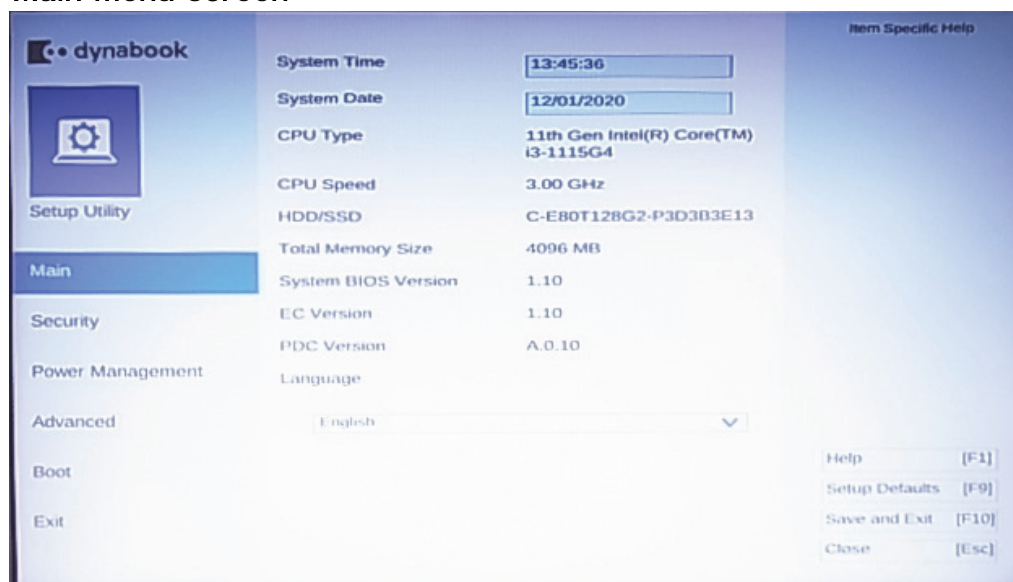 Main Menu Screen
dynabook
Setup Utility
Main
Security
Power Management
Advanced
Boot
Exit
System Time 13:45:36
System Date 12/01/2020
CPU Type 11th Gen Intel(R) Core(TM)
i3-1115G4
CPU Speed 3.00 GHz
HDD/SSD C-E80T128G2-P3D3B3E13
Total Memory Size 4096 MB
System BIOS Version 1.10
EC Version 1.10
PDC Version A.0.10
Language
English
Item Specific Help
Help [F1]
Setup Defaults [F9]
Save and Exit [F10]
Close [Esc]